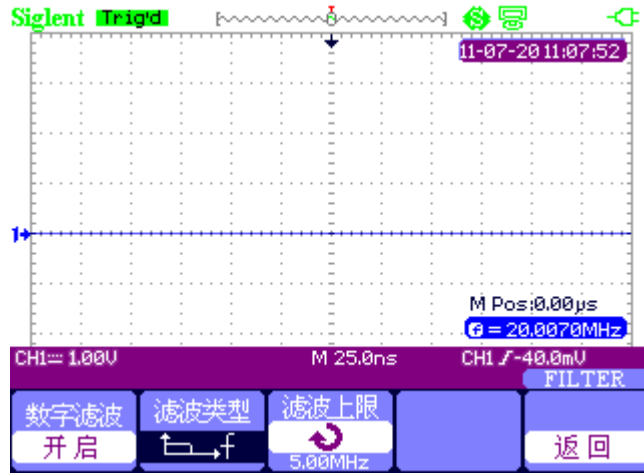 Siglent Trig'd
11-07-20 11:07:52
1
M Pos:0.00µs
f = 20.0070MHz
CH1 1.00V M 25.0ns CH1 -40.0mV
FILTER
数字滤波 滤波类型 滤波上限
开启 f 5.00MHz 返回